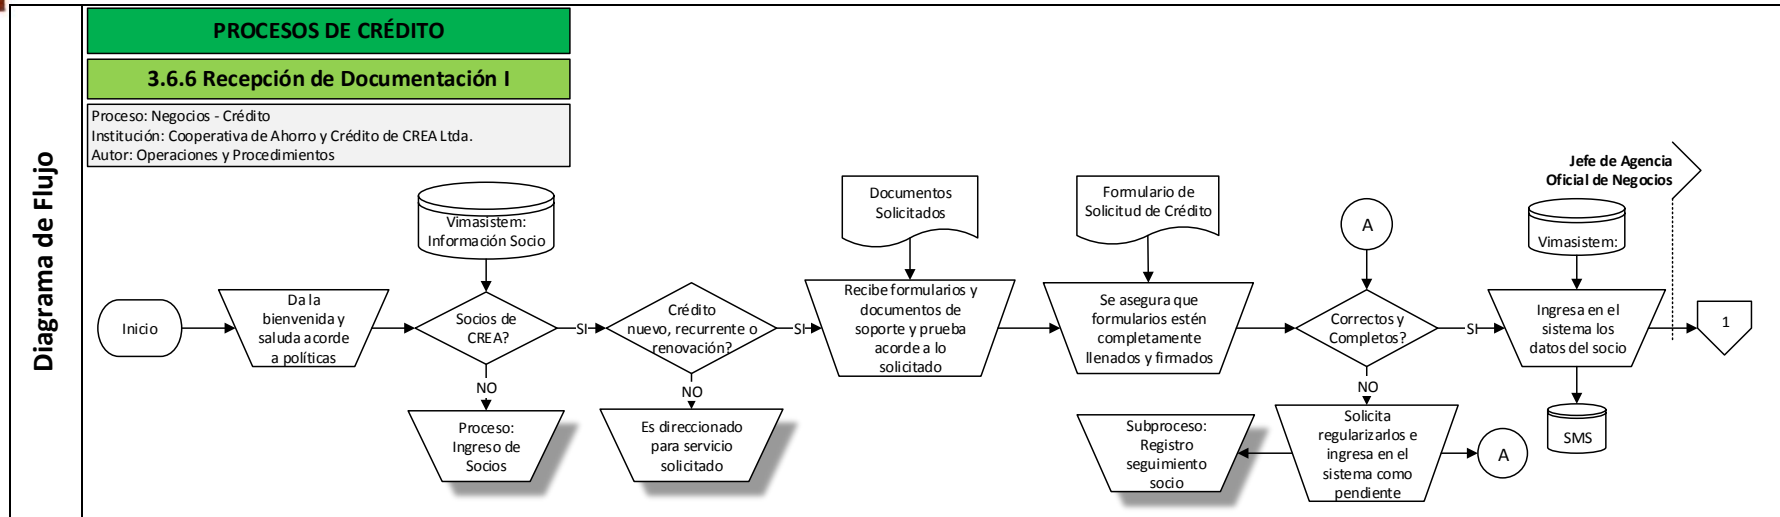 PROCESOS DE CRÉDITO
3.6.6 Recepción de Documentación I
Proceso: Negocios - Crédito
Institución: Cooperativa de Ahorro y Crédito de CREA Ltda.
Autor: Operaciones y Procedimientos
Diagrama de Flujo
Jefe de Agencia
Oficial de Negocios
Inicio
Da la
bienvenida y
saluda acorde
a políticas
Vimasistem:
Información Socio
Socios de
CREA?
SI
NO
Proceso:
Ingreso de
Socios
Crédito
nuevo, recurrente o
renovación?
SI
NO
Es direccionado
para servicio
solicitado
Documentos
Solicitados
Recibe formularios y
documentos de
soporte y prueba
acorde a lo
solicitado
Formulario de
Solicitud de Crédito
Se asegura que
formularios estén
completamente
llenados y firmados
A
Correctos y
Completos?
SI
NO
Solicita
regularizarlos e
ingresa en el
sistema como
pendiente
Subproceso:
Registro
seguimiento
socio
A
Vimasistem:
Ingresa en el
sistema los
datos del socio
SMS
1